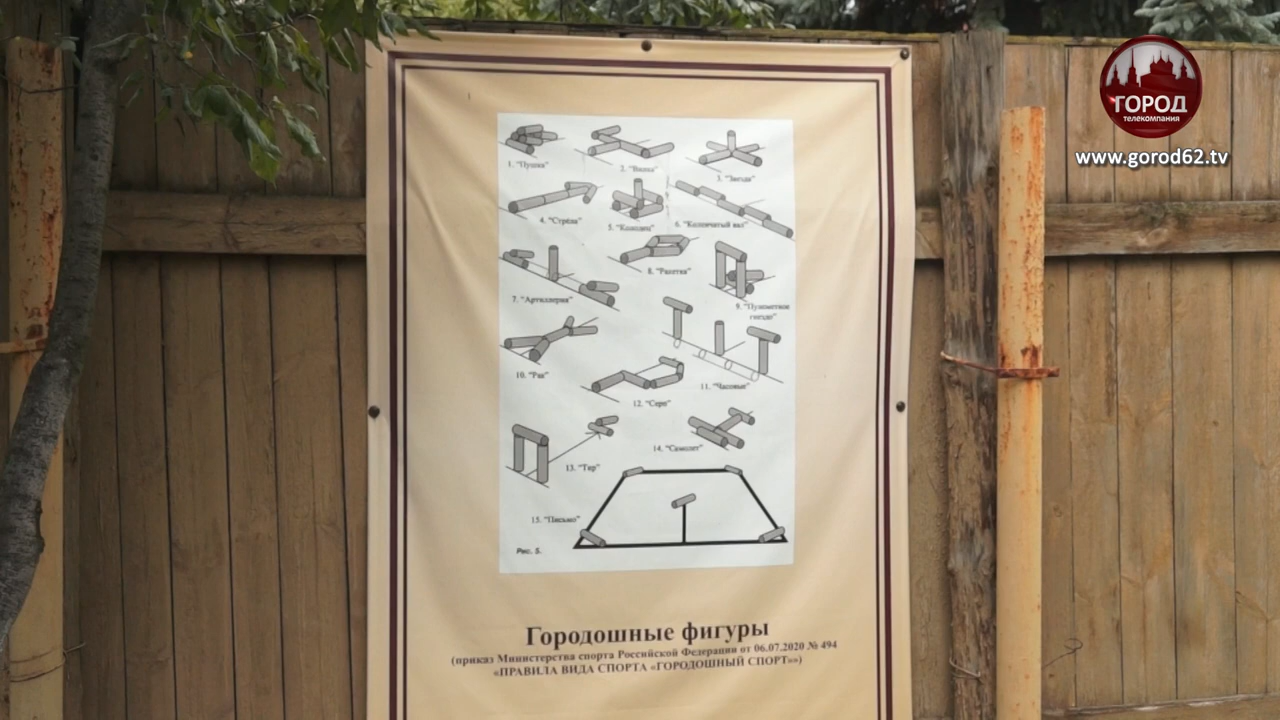 ГОРОД
телекомпания
www.gorod62.tv
1. "Пушка"
2. "Вилка"
3. "Звезда"
4. "Стрела"
5. "Колодец"
6. "Коленчатый вал"
7. "Артиллерия"
8. "Ракетка"
9. "Пулеметное
гнездо"
10. "Рак"
11. "Часовые"
12. "Серп"
13. "Тир"
14. "Самолет"
15. "Письмо"
Рис. 5.
Городошные фигуры
(приказ Министерства спорта Российской Федерации от 06.07.2020 № 494
«ПРАВИЛА ВИДА СПОРТА «ГОРОДОШНЫЙ СПОРТ»»)